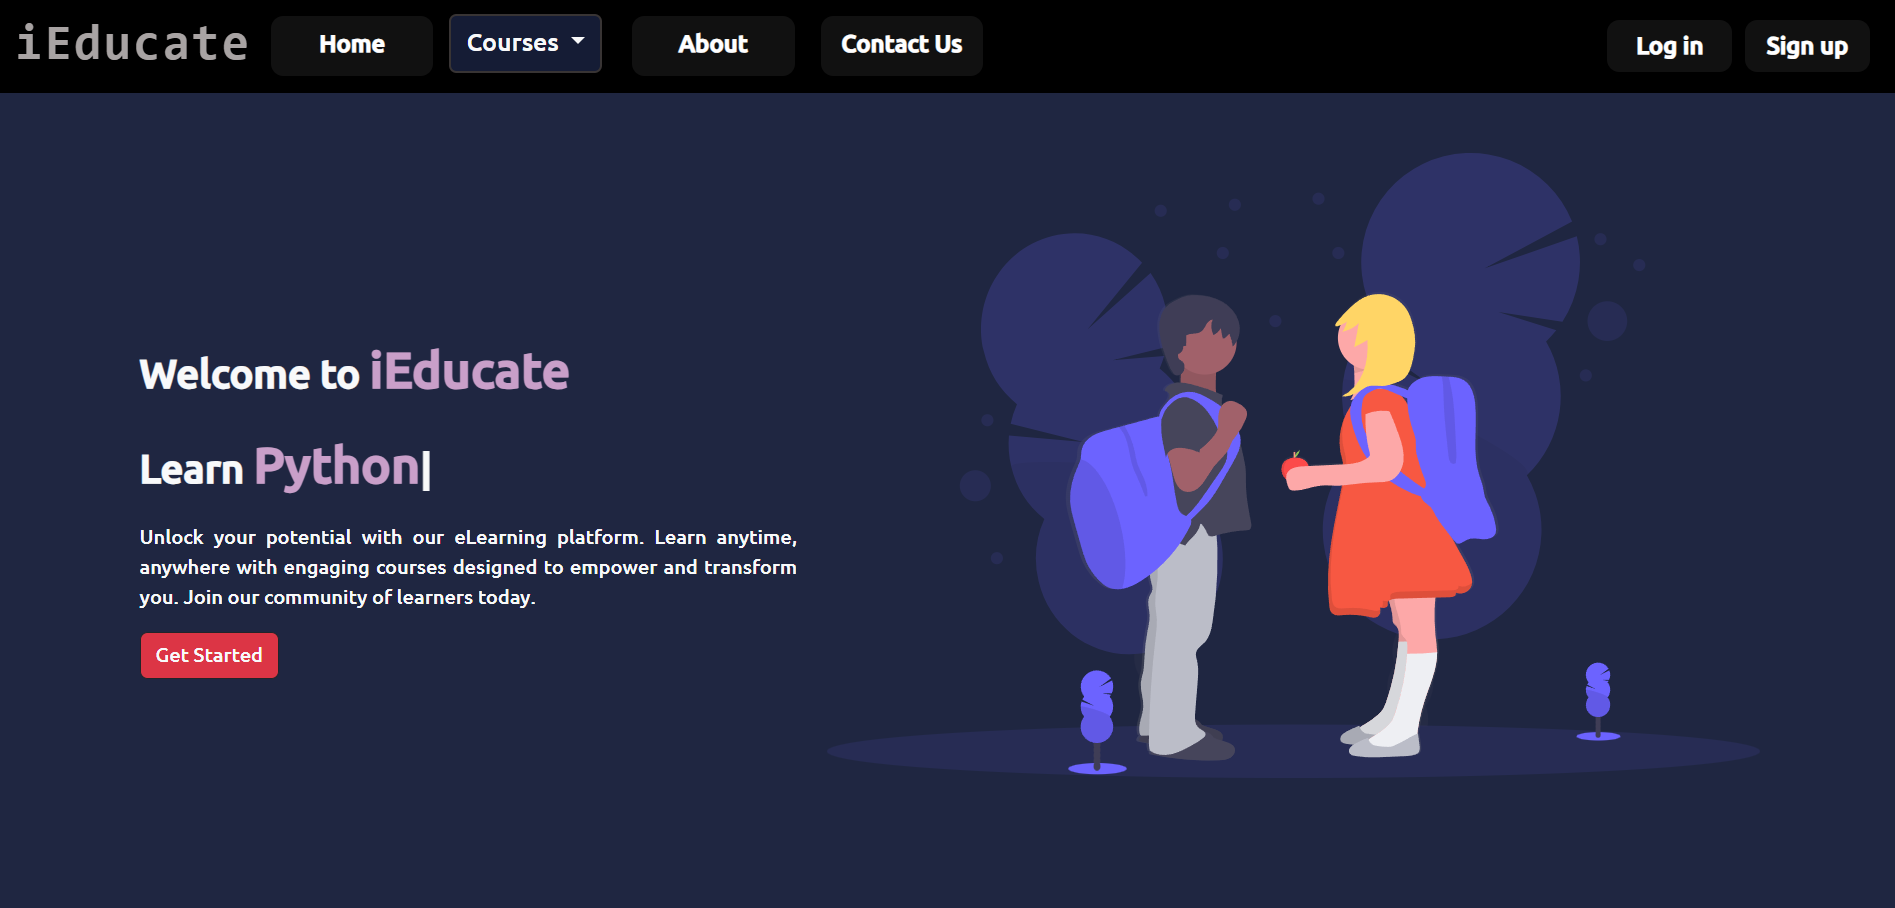 iEducate Home Courses About Contact Us Log in Sign up
Welcome to iEducate
Learn Python|
Unlock your potential with our eLearning platform. Learn anytime,
anywhere with engaging courses designed to empower and transform
you. Join our community of learners today.
Get Started